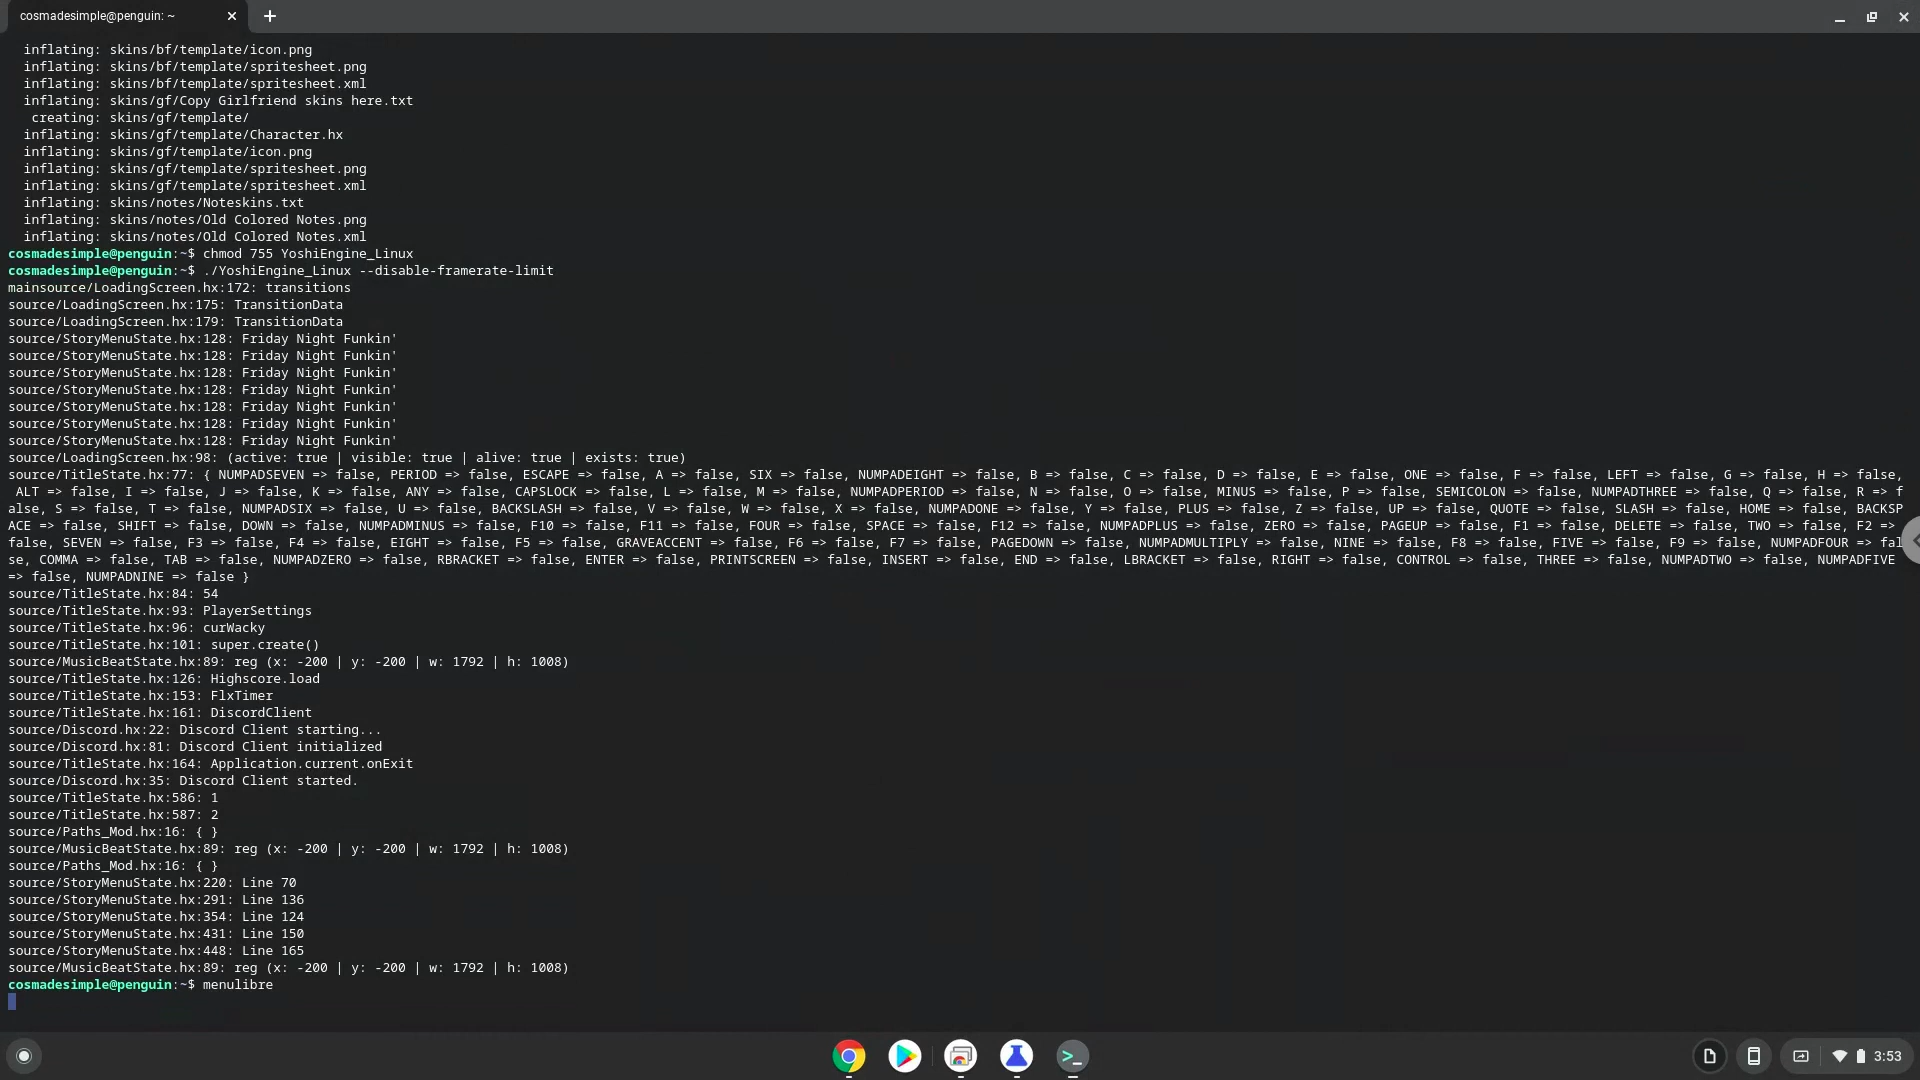 cosmadesimple@penguin: ~
inflating: skins/bf/template/icon.png
inflating: skins/bf/template/spritesheet.png
inflating: skins/bf/template/spritesheet.xml
inflating: skins/gf/Copy Girlfriend skins here.txt
creating: skins/gf/template/
inflating: skins/gf/template/Character.hx
inflating: skins/gf/template/icon.png
inflating: skins/gf/template/spritesheet.png
inflating: skins/gf/template/spritesheet.xml
inflating: skins/notes/Noteskins.txt
inflating: skins/notes/Old Colored Notes.png
inflating: skins/notes/Old Colored Notes.xml
cosmadesimple@penguin:~$ chmod 755 YoshiEngine_Linux
cosmadesimple@penguin:~$ ./YoshiEngine_Linux --disable-framerate-limit
mainsource/LoadingScreen.hx:172: transitions
source/LoadingScreen.hx:175: TransitionData
source/LoadingScreen.hx:179: TransitionData
source/StoryMenuState.hx:128: Friday Night Funkin'
source/StoryMenuState.hx:128: Friday Night Funkin'
source/StoryMenuState.hx:128: Friday Night Funkin'
source/StoryMenuState.hx:128: Friday Night Funkin'
source/StoryMenuState.hx:128: Friday Night Funkin'
source/StoryMenuState.hx:128: Friday Night Funkin'
source/StoryMenuState.hx:128: Friday Night Funkin'
source/LoadingScreen.hx:98: (active: true | visible: true | alive: true | exists: true)
source/TitleState.hx:77: { NUMPADSEVEN => false, PERIOD => false, ESCAPE => false, A => false, SIX => false, NUMPADEIGHT => false, B => false, C => false, D => false, E => false, ONE => false, F => false, LEFT => false, G => false, H => false,
ALT => false, I => false, J => false, K => false, ANY => false, CAPSLOCK => false, L => false, M => false, NUMPADPERIOD => false, N => false, O => false, MINUS => false, P => false, SEMICOLON => false, NUMPADTHREE => false, Q => false, R => f
alse, S => false, T => false, NUMPADSIX => false, U => false, BACKSLASH => false, V => false, W => false, X => false, NUMPADONE => false, Y => false, PLUS => false, Z => false, UP => false, QUOTE => false, SLASH => false, HOME => false, BACKSP
ACE => false, SHIFT => false, DOWN => false, NUMPADMINUS => false, F10 => false, F11 => false, FOUR => false, SPACE => false, F12 => false, NUMPADPLUS => false, ZERO => false, PAGEUP => false, F1 => false, DELETE => false, TWO => false, F2 =>
false, SEVEN => false, F3 => false, F4 => false, EIGHT => false, F5 => false, GRAVEACCENT => false, F6 => false, F7 => false, PAGEDOWN => false, NUMPADMULTIPLY => false, NINE => false, F8 => false, FIVE => false, F9 => false, NUMPADFOUR => fal
se, COMMA => false, TAB => false, NUMPADZERO => false, RBRACKET => false, ENTER => false, PRINTSCREEN => false, INSERT => false, END => false, LBRACKET => false, RIGHT => false, CONTROL => false, THREE => false, NUMPADTWO => false, NUMPADFIVE
=> false, NUMPADNINE => false }
source/TitleState.hx:84: 54
source/TitleState.hx:93: PlayerSettings
source/TitleState.hx:96: curWacky
source/TitleState.hx:101: super.create()
source/MusicBeatState.hx:89: reg (x: -200 | y: -200 | w: 1792 | h: 1008)
source/TitleState.hx:126: Highscore.load
source/TitleState.hx:153: FlxTimer
source/TitleState.hx:161: DiscordClient
source/Discord.hx:22: Discord Client starting...
source/Discord.hx:81: Discord Client initialized
source/TitleState.hx:164: Application.current.onExit
source/Discord.hx:35: Discord Client started.
source/TitleState.hx:586: 1
source/TitleState.hx:587: 2
source/Paths_Mod.hx:16: { }
source/MusicBeatState.hx:89: reg (x: -200 | y: -200 | w: 1792 | h: 1008)
source/Paths_Mod.hx:16: { }
source/StoryMenuState.hx:220: Line 70
source/StoryMenuState.hx:291: Line 136
source/StoryMenuState.hx:354: Line 124
source/StoryMenuState.hx:431: Line 150
source/StoryMenuState.hx:448: Line 165
source/MusicBeatState.hx:89: reg (x: -200 | y: -200 | w: 1792 | h: 1008)
cosmadesimple@penguin:~$ menulibre
3:53